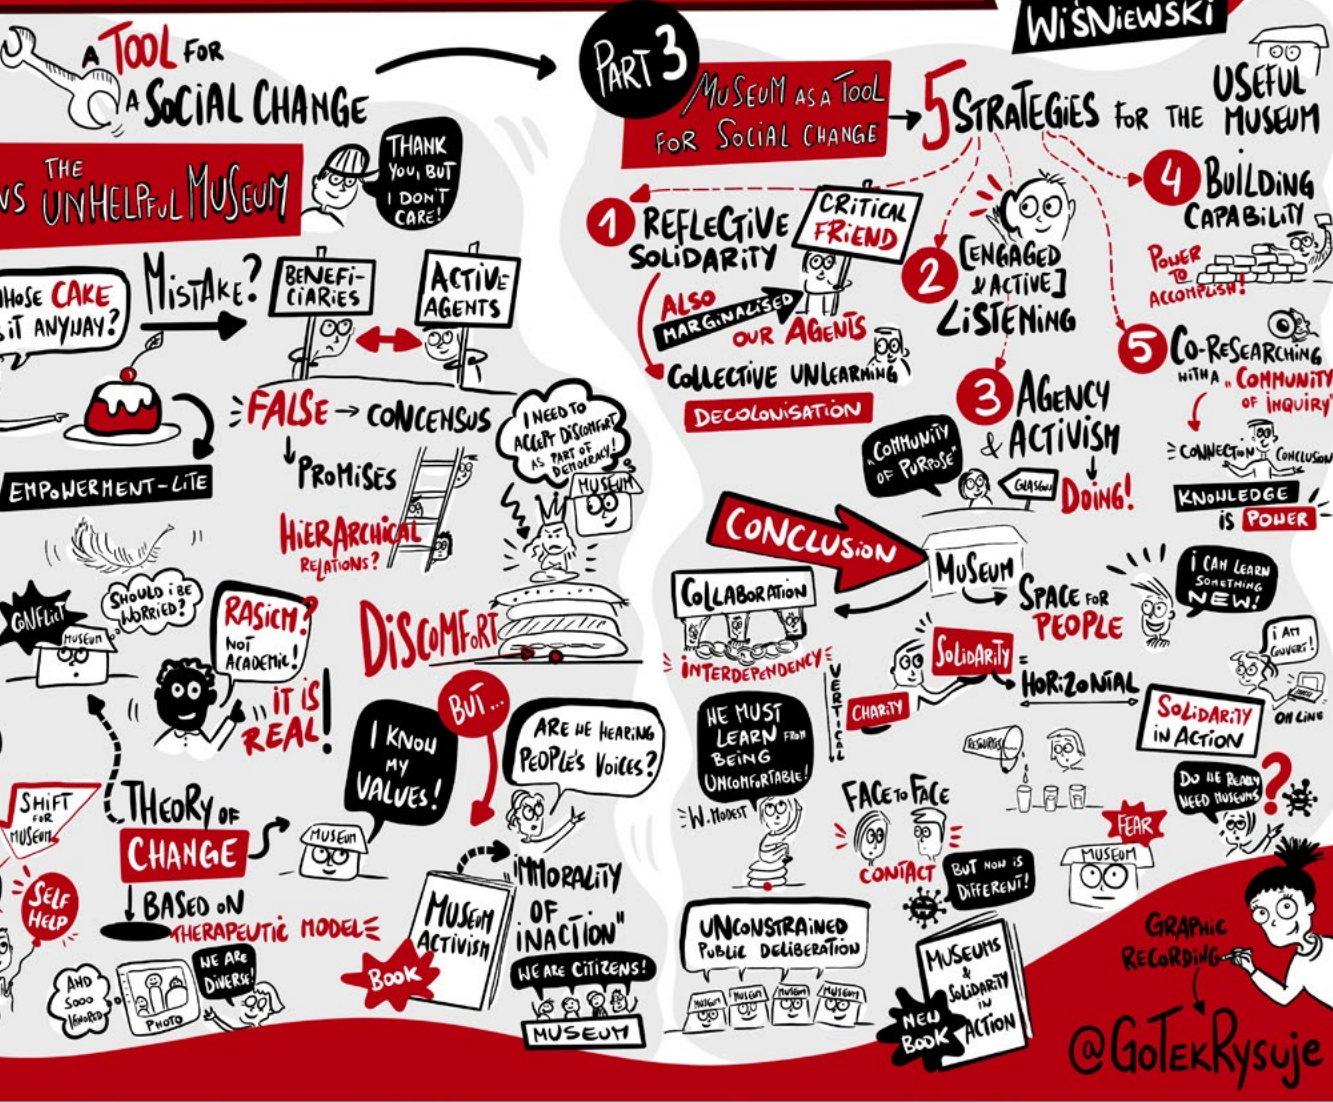 A TOOL FOR
A SOCIAL CHANGE
VS THE
UNHELPFUL MUSEUM
THANK
YOU, BUT
I DON'T
CARE!
CAKE
IS IT ANYWAY?
MISTAKE?
BENEFI-
CIARIES
ACTIVE
AGENTS
EMPOWERMENT-LITE
FALSE → CONCENSUS
PROMISES
HIERARCHICAL
RELATIONS?
I NEED TO
ACCEPT DISCOMFORT
AS PART OF
DEMOCRACY!
MUSEUM
CONFLICT
MUSEUM
SHOULD I BE
WORRIED?
RASICM?
NOT
ACADEMIC!
IT IS
REAL!
DISCOMFORT
BUT...
I KNOW
MY
VALUES!
MUSEUM
ARE WE HEARING
PEOPLE'S VOICES?
SHIFT
FOR
MUSEUM
SELF
HELP
THEORY OF
CHANGE
BASED ON
THERAPEUTIC MODEL
AND
SOOO
IGNORED
PHOTO
WE ARE
DIVERSE!
MUSEUM
ACTIVISM
BOOK
IMMORALITY
OF
INACTION"
WE ARE CITIZENS!
MUSEUM
PART 3
MUSEUM AS A TOOL
FOR SOCIAL CHANGE
WIŚNIEWSKI
5 STRATEGIES FOR THE
USEFUL
MUSEUM
1 REFLECTIVE
SOLIDARITY
CRITICAL
FRIEND
ALSO
MARGINALISED
OUR AGENTS
COLLECTIVE UNLEARNING
DECOLONISATION
2 [ENGAGED
& ACTIVE]
LISTENING
3 AGENCY
& ACTIVISM
DOING!
"COMMUNITY
OF PURPOSE"
GLASGOW
4 BUILDING
CAPABILITY
POWER
TO
ACCOMPLISH!
5 CO-RESEARCHING
WITH A "COMMUNITY
OF INQUIRY"
CONNECTION
CONCLUSION
KNOWLEDGE
IS POWER
CONCLUSION
MUSEUM
COLLABORATION
INTERDEPENDENCY
SPACE FOR
PEOPLE
I CAN LEARN
SOMETHING
NEW!
SOLIDARITY =
HORIZONTAL
VERTICAL
CHARITY
ON LINE
SOLIDARITY
IN ACTION
WE MUST
LEARN FROM
BEING
UNCOMFORTABLE!
W. MODEST
FACE TO FACE
CONTACT
BUT NOW IS
DIFFERENT!
DO WE REALLY
NEED MUSEUMS
?
FEAR
MUSEUM
UNCONSTRAINED
PUBLIC DELIBERATION
MUSEUM
MUSEUM
MUSEUM
MUSEUM
MUSEUMS
&
SOLIDARITY
IN
ACTION
NEW
BOOK
GRAPHIC
RECORDING
@GOTEKRYSUJE